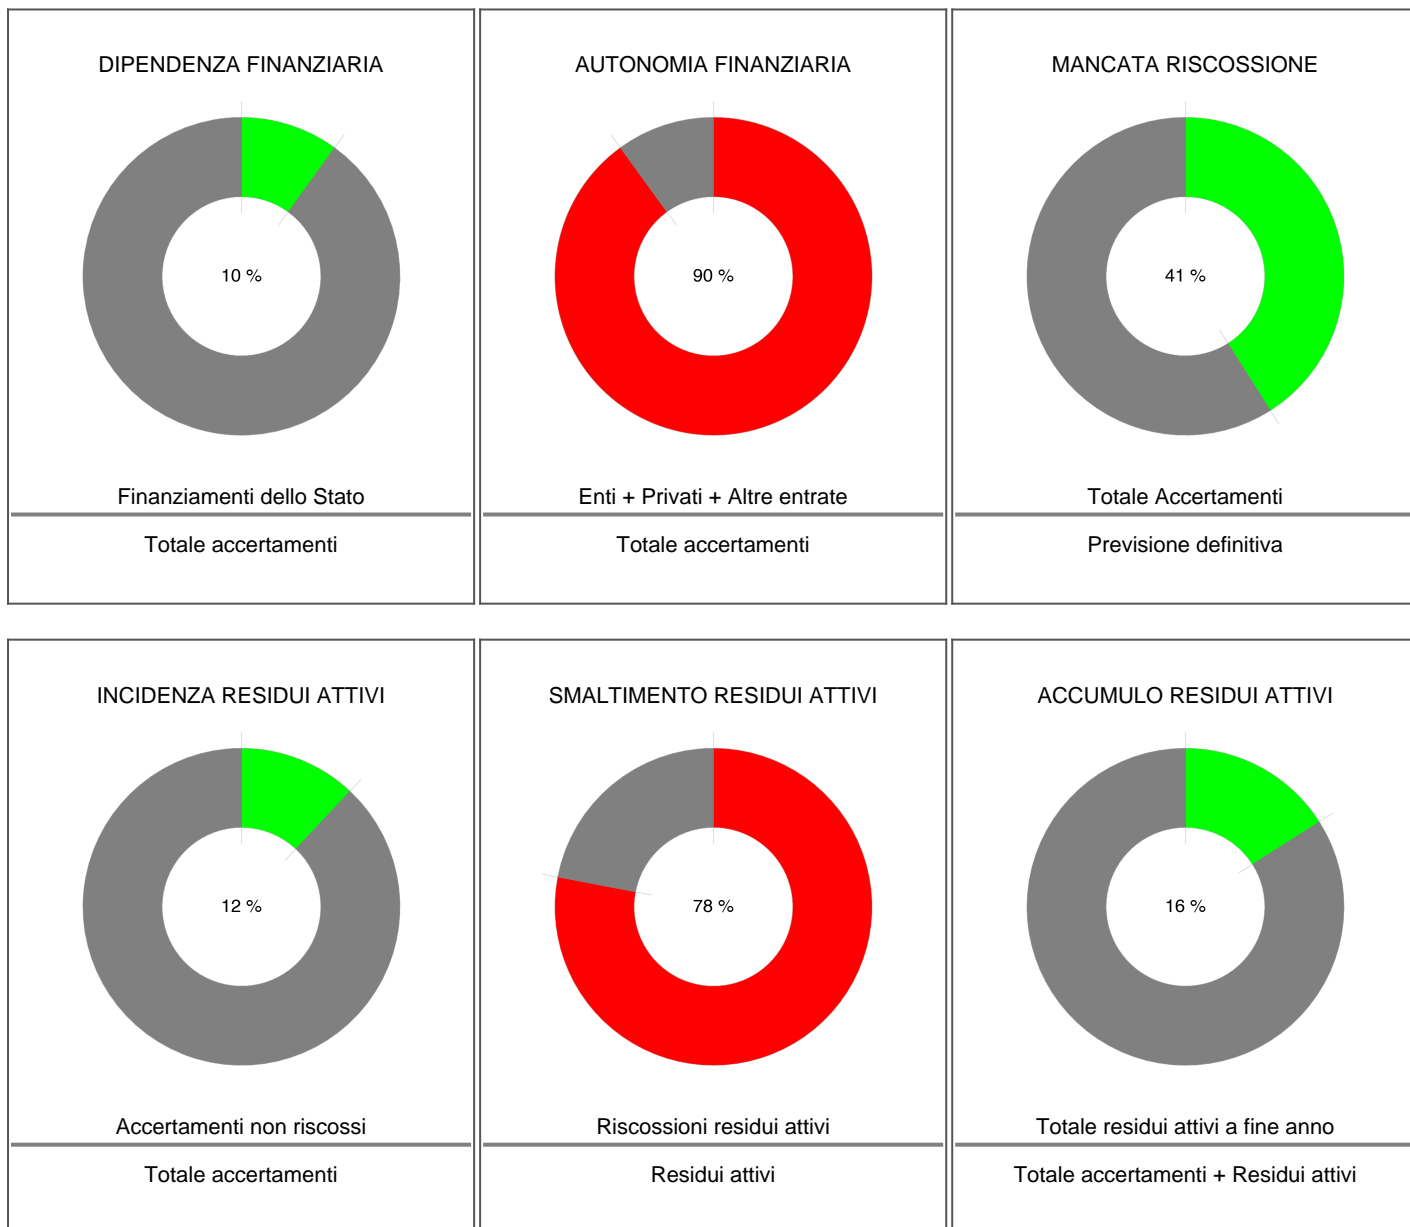 DIPENDENZA FINANZIARIA
10 %
Finanziamenti dello Stato
Totale accertamenti
AUTONOMIA FINANZIARIA
90 %
Enti + Privati + Altre entrate
Totale accertamenti
MANCATA RISCOSSIONE
41 %
Totale Accertamenti
Previsione definitiva
INCIDENZA RESIDUI ATTIVI
12 %
Accertamenti non riscossi
Totale accertamenti
SMALTIMENTO RESIDUI ATTIVI
78 %
Riscossioni residui attivi
Residui attivi
ACCUMULO RESIDUI ATTIVI
16 %
Totale residui attivi a fine anno
Totale accertamenti + Residui attivi